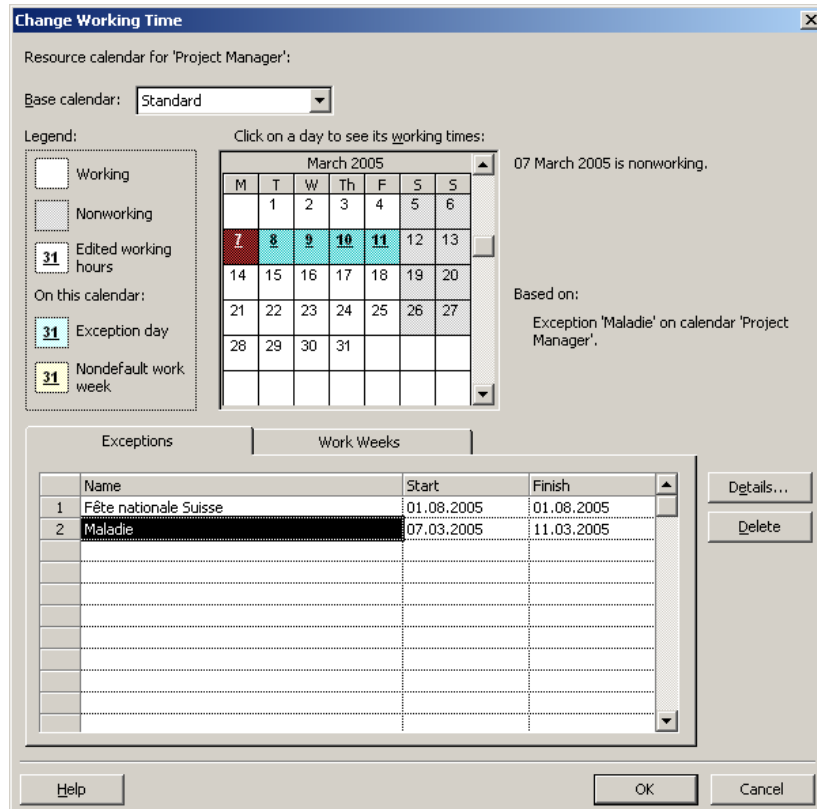 Change Working Time
Resource calendar for 'Project Manager':
Base calendar: Standard
Legend:
Working
Nonworking
31 Edited working
hours
On this calendar:
31 Exception day
31 Nondefault work
week
Click on a day to see its working times:
March 2005
M T W Th F S S
1 2 3 4 5 6
7 8 9 10 11 12 13
14 15 16 17 18 19 20
21 22 23 24 25 26 27
28 29 30 31
07 March 2005 is nonworking.
Based on:
Exception 'Maladie' on calendar 'Project
Manager'.
Exceptions Work Weeks
Name Start Finish
1 Fête nationale Suisse 01.08.2005 01.08.2005
2 Maladie 07.03.2005 11.03.2005
Details...
Delete
Help OK Cancel